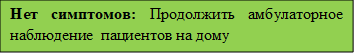 Нет симптомов: Продолжить амбулаторное
наблюдение пациентов на дому